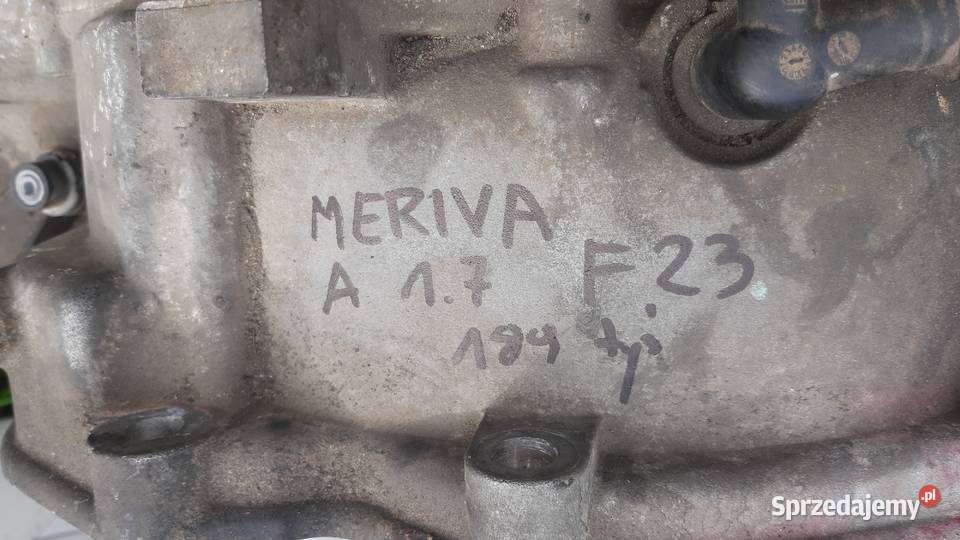 MERIVA
A 1.7 F23
184 tyś
Sprzedajemy.pl